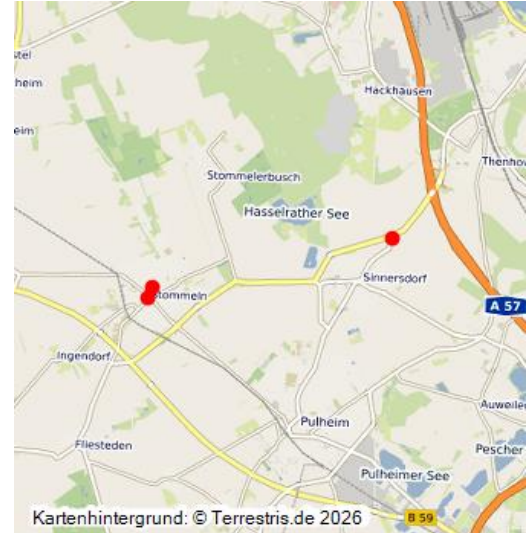 stel
heim
Hackhausen
eim
Thenhov
Stommelerbusch
Hasselrather See
Sinnersdorf
Stommeln
A 57
Ingendorf
Auweiler
Pulheim
Fliesteden
Pescher
Pulheimer See
Kartenhintergrund: © Terrestris.de 2026
B 59